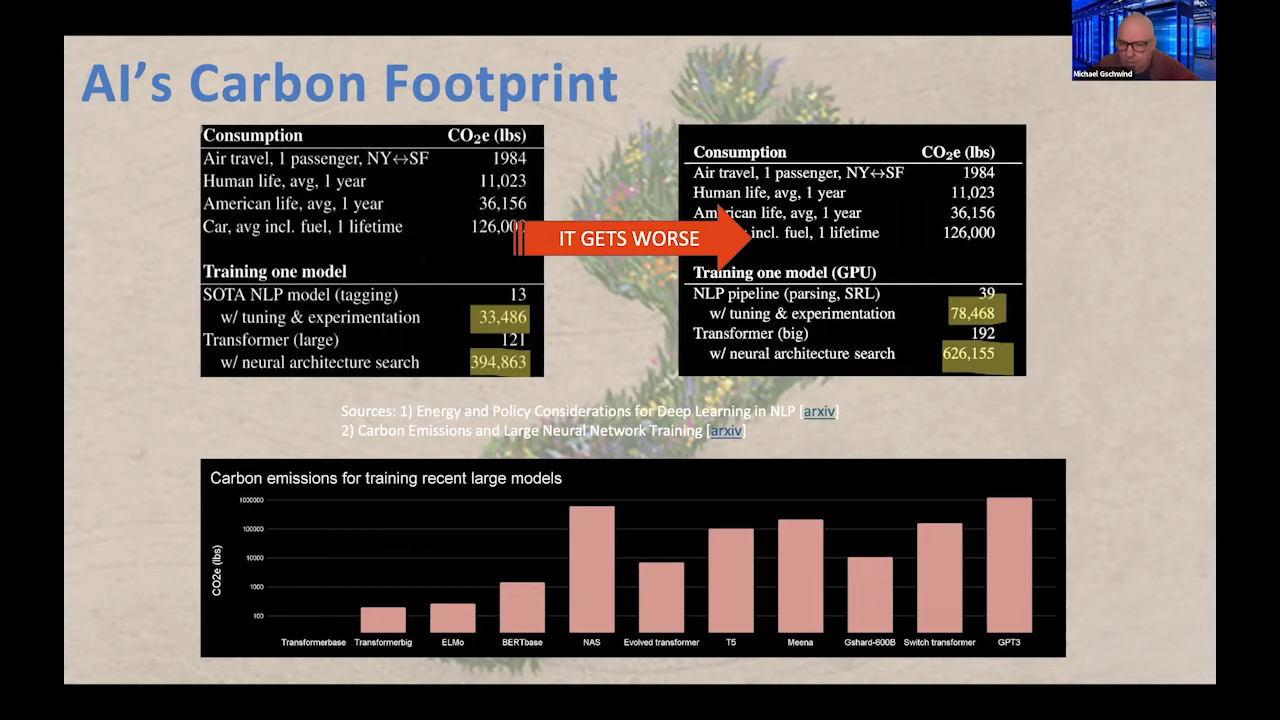 Michael Gschwind
AI's Carbon Footprint
Consumption CO2e (lbs)
Air travel, 1 passenger, NY↔SF 1984
Human life, avg, 1 year 11,023
American life, avg, 1 year 36,156
Car, avg incl. fuel, 1 lifetime 126,000
Training one model
SOTA NLP model (tagging) 13
w/ tuning & experimentation 33,486
Transformer (large) 121
w/ neural architecture search 394,863
IT GETS WORSE
Consumption CO2e (lbs)
Air travel, 1 passenger, NY↔SF 1984
Human life, avg, 1 year 11,023
American life, avg, 1 year 36,156
incl. fuel, 1 lifetime 126,000
Training one model (GPU)
NLP pipeline (parsing, SRL) 39
w/ tuning & experimentation 78,468
Transformer (big) 192
w/ neural architecture search 626,155
Sources: 1) Energy and Policy Considerations for Deep Learning in NLP [arxiv]
2) Carbon Emissions and Large Neural Network Training [arxiv]
Carbon emissions for training recent large models
CO2e (lbs)
1000000
100000
10000
1000
100
Transformerbase Transformerbig ELMo BERTbase NAS Evolved transformer T5 Meena Gshard-600B Switch transformer GPT3